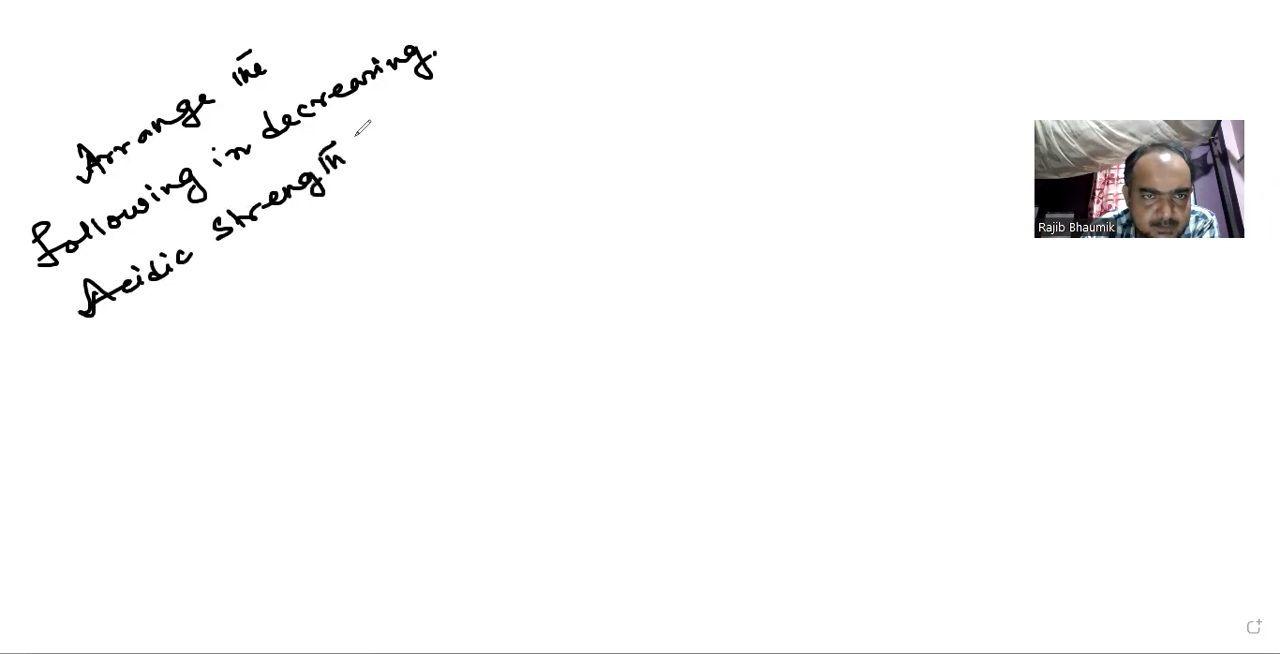 Arrange the
following in decreasing.
Acidic strength
Rajib Bhaumik